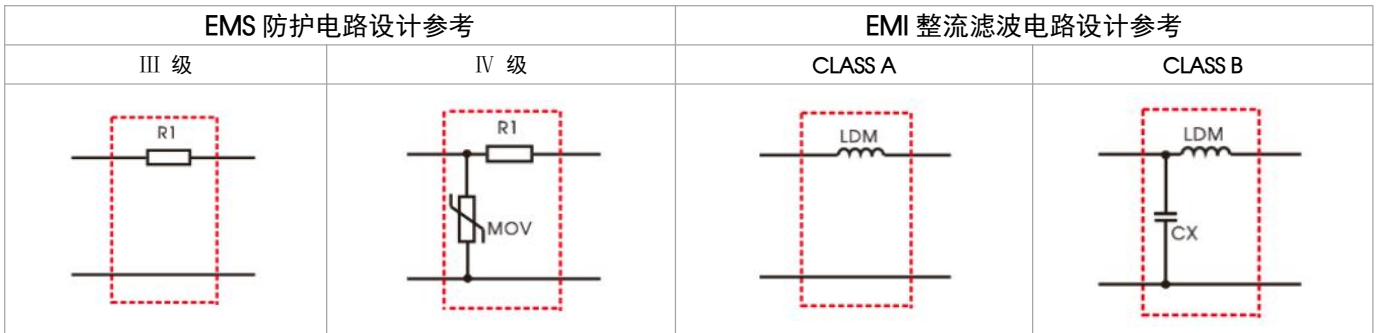 EMS 防护电路设计参考
EMI 整流滤波电路设计参考
III 级
IV 级
CLASS A
CLASS B
R1
R1
MOV
LDM
LDM
CX